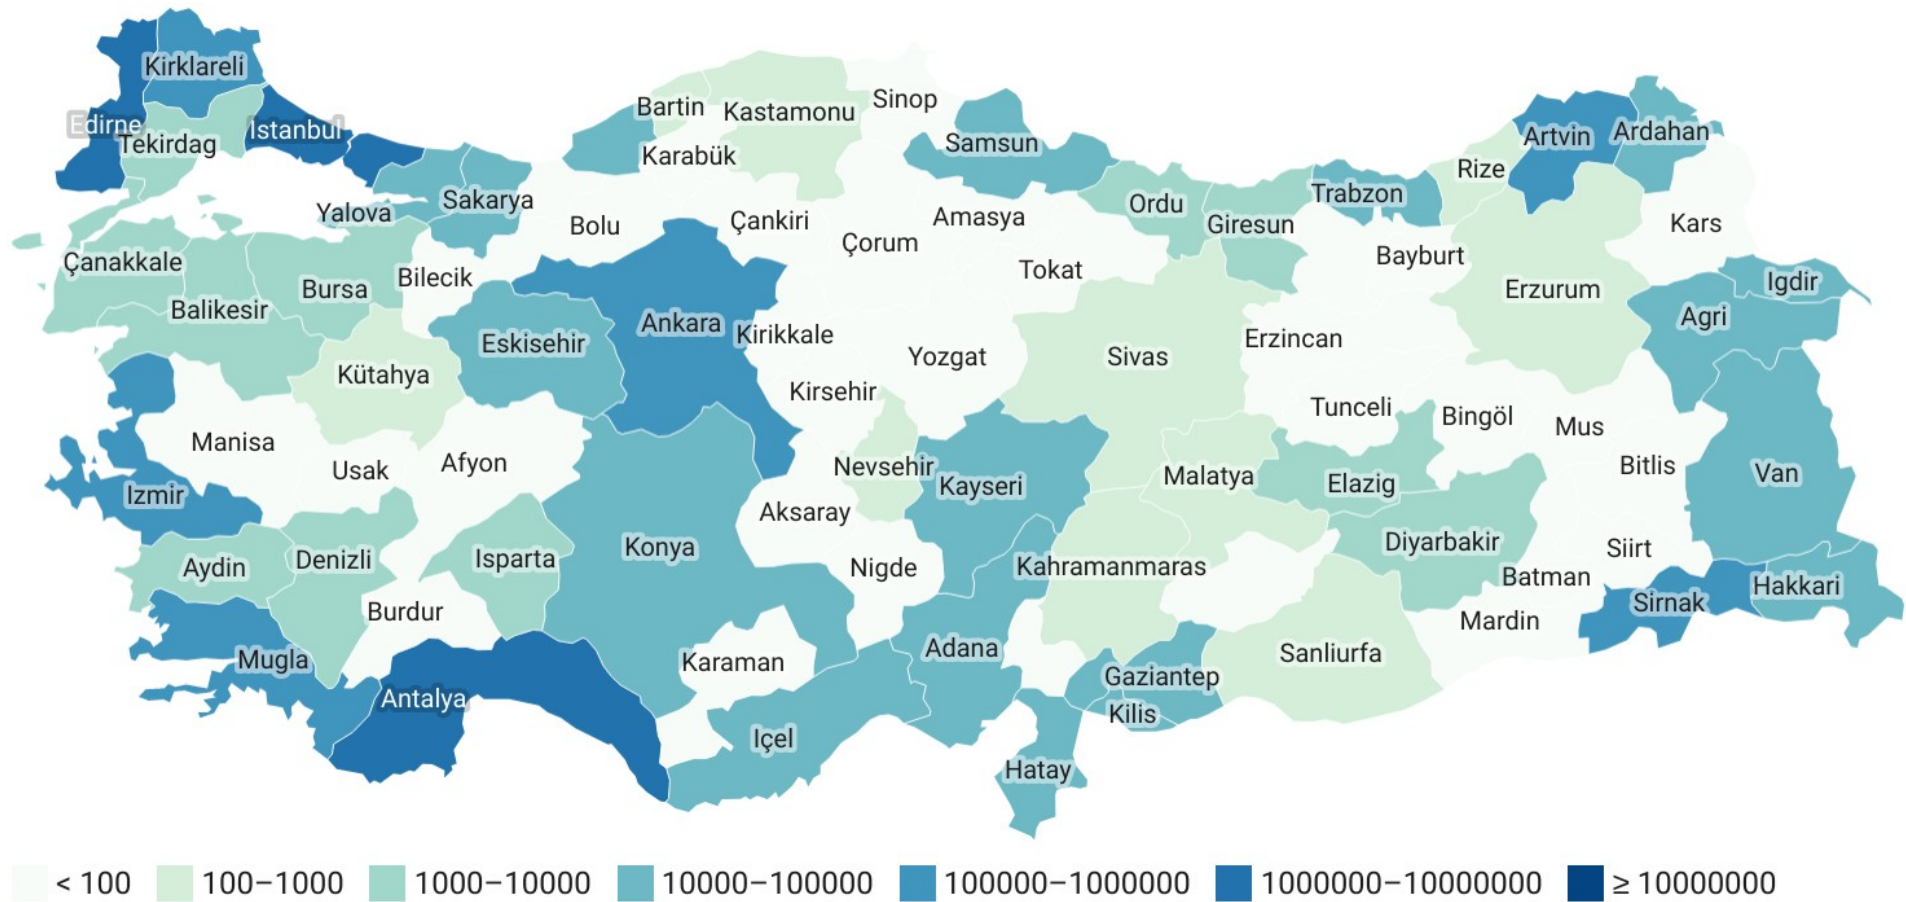 Kirklareli
Edirne
Istanbul
Tekirdag
Bartin
Kastamonu
Sinop
Karabük
Samsun
Artvin
Ardahan
Rize
Trabzon
Yalova
Sakarya
Bolu
Çankiri
Amasya
Çorum
Ordu
Giresun
Kars
Bayburt
Tokat
Çanakkale
Bilecik
Bursa
Balikesir
Erzurum
Igdir
Agri
Ankara
Kirikkale
Eskisehir
Erzincan
Yozgat
Sivas
Kütahya
Kirsehir
Tunceli
Bingöl
Mus
Manisa
Usak
Afyon
Nevsehir
Kayseri
Malatya
Elazig
Bitlis
Van
Izmir
Aksaray
Konya
Diyarbakir
Siirt
Aydin
Denizli
Isparta
Nigde
Kahramanmaras
Batman
Hakkari
Burdur
Sirnak
Mardin
Mugla
Karaman
Adana
Sanliurfa
Antalya
Gaziantep
Kilis
Içel
Hatay
< 100
100–1000
1000–10000
10000–100000
100000–1000000
1000000–10000000
≥ 10000000